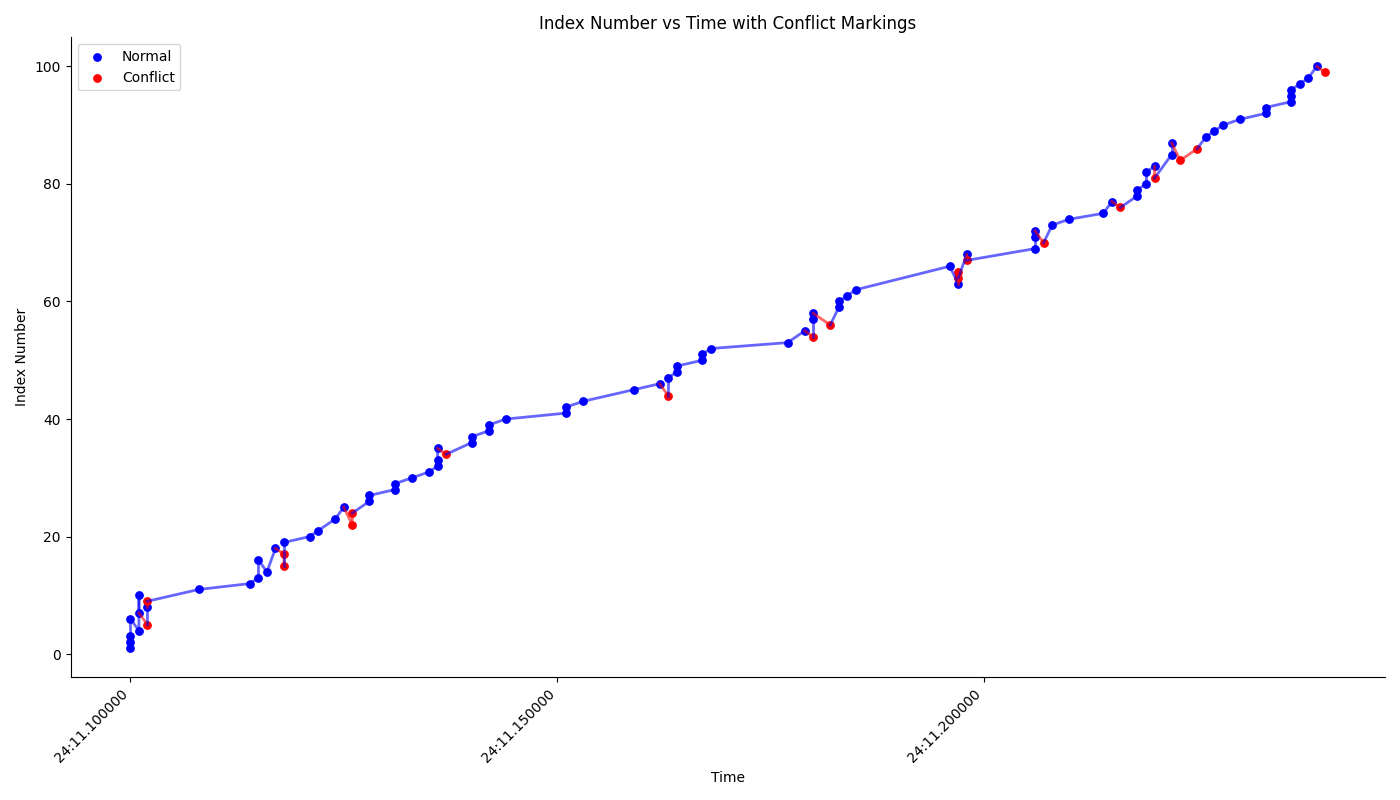 Index Number vs Time with Conflict Markings
Normal
Conflict
100
80
60
40
20
0
Index Number
24:11.100000
24:11.150000
24:11.200000
Time